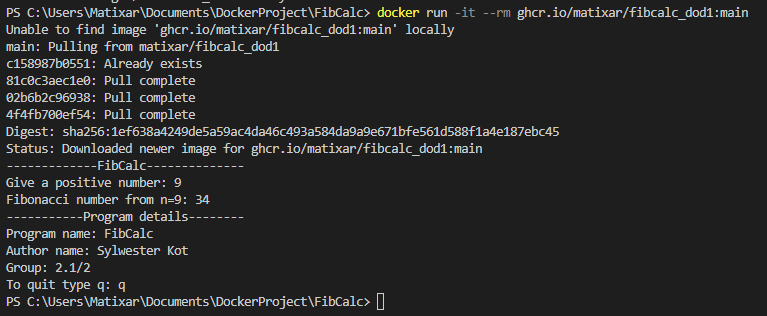 PS C:\Users\Matixar\Documents\DockerProject\FibCalc> docker run -it --rm ghcr.io/matixar/fibcalc_dod1:main
Unable to find image 'ghcr.io/matixar/fibcalc_dod1:main' locally
main: Pulling from matixar/fibcalc_dod1
c158987b0551: Already exists
81c0c3aec1e0: Pull complete
02b6b2c96938: Pull complete
4f4fb700ef54: Pull complete
Digest: sha256:1ef638a4249de5a59ac4da46c493a584da9a9e671bfe561d588f1a4e187ebc45
Status: Downloaded newer image for ghcr.io/matixar/fibcalc_dod1:main
-------------FibCalc--------------
Give a positive number: 9
Fibonacci number from n=9: 34
-----------Program details--------
Program name: FibCalc
Author name: Sylwester Kot
Group: 2.1/2
To quit type q: q
PS C:\Users\Matixar\Documents\DockerProject\FibCalc>